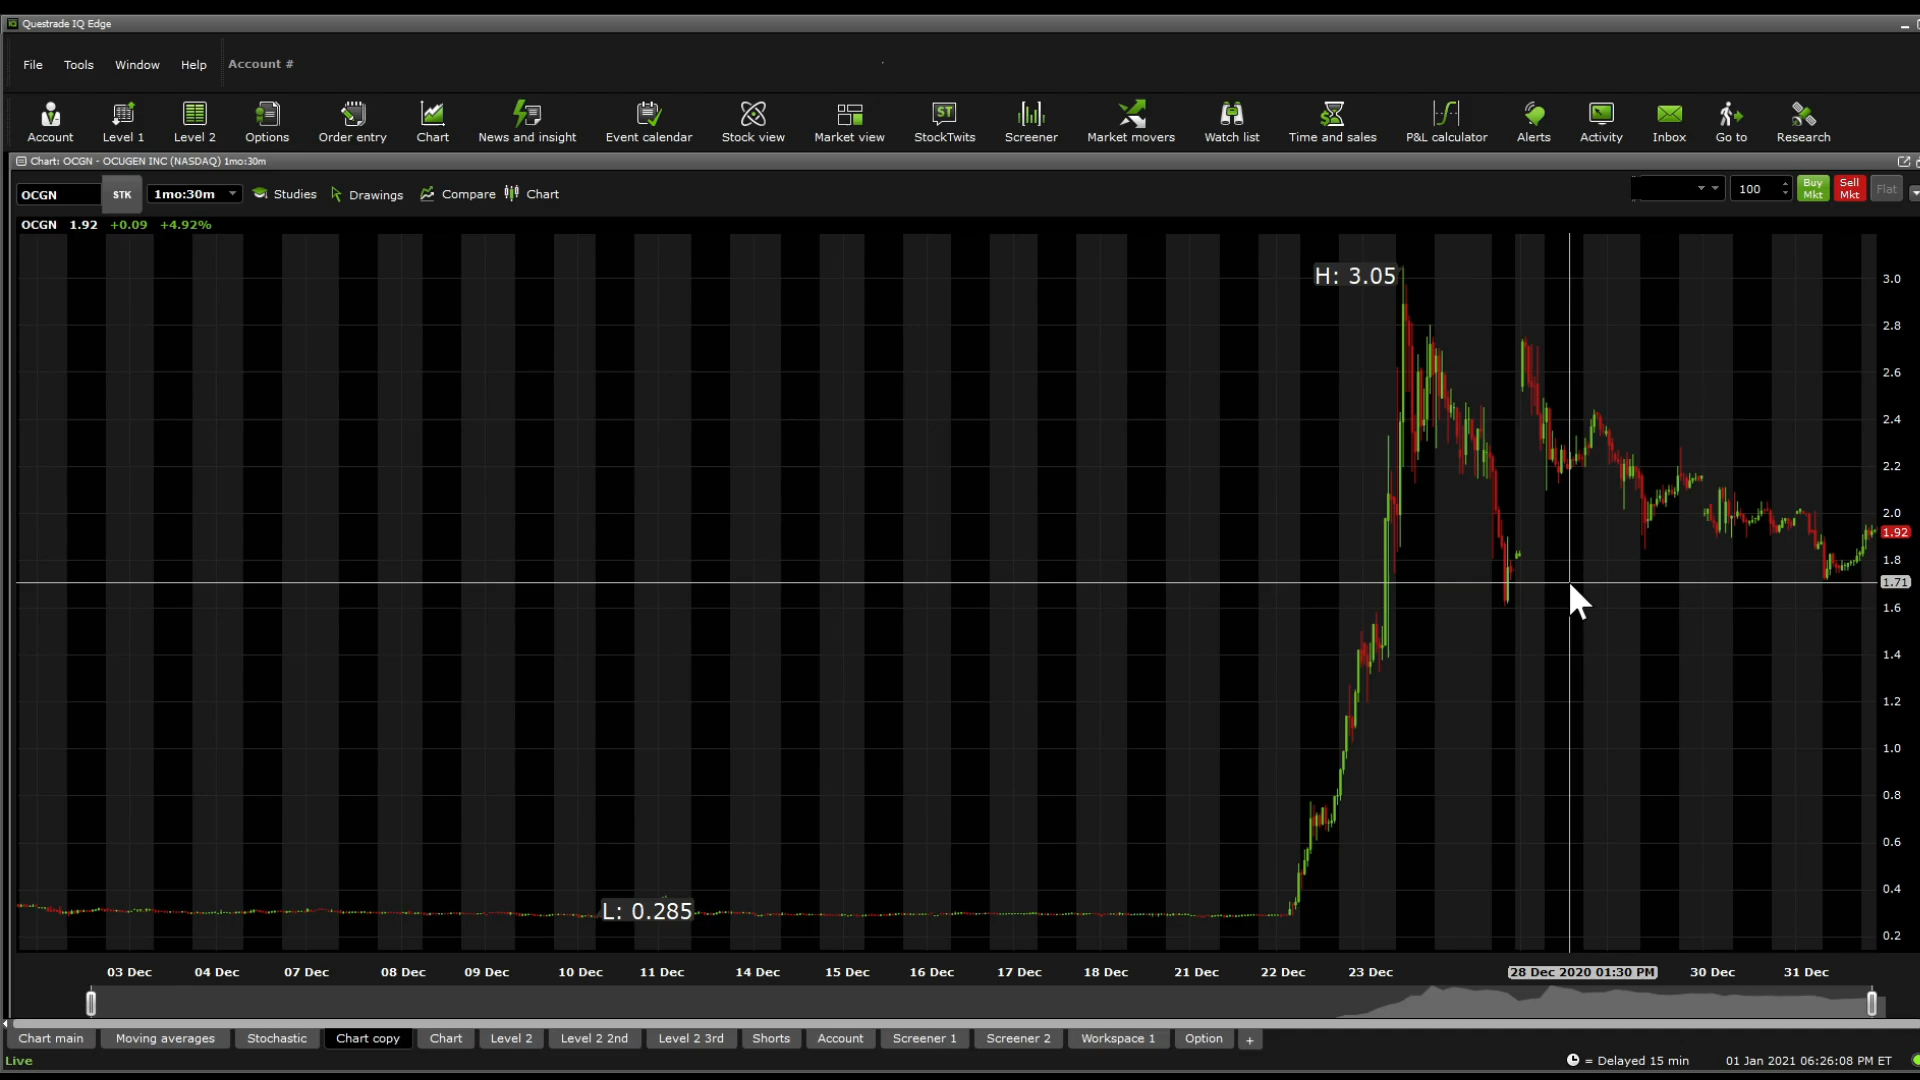 Questrade IQ Edge
File Tools Window Help Account #
Account Level 1 Level 2 Options Order entry Chart News and insight Event calendar Stock view Market view StockTwits Screener Market movers Watch list Time and sales P&L calculator Alerts Activity Inbox Go to Research
Chart: OCGN - OCUGEN INC (NASDAQ) 1mo:30m
OCGN STK 1mo:30m Studies Drawings Compare Chart 100 Buy Mkt Sell Mkt Flat
OCGN 1.92 +0.09 +4.92%
H: 3.05
3.0
2.8
2.6
2.4
2.2
2.0
1.92
1.8
1.71
1.6
1.4
1.2
1.0
0.8
0.6
0.4
L: 0.285
0.2
03 Dec 04 Dec 07 Dec 08 Dec 09 Dec 10 Dec 11 Dec 14 Dec 15 Dec 16 Dec 17 Dec 18 Dec 21 Dec 22 Dec 23 Dec 28 Dec 2020 01:30 PM 30 Dec 31 Dec
Chart main Moving averages Stochastic Chart copy Chart Level 2 Level 2 2nd Level 2 3rd Shorts Account Screener 1 Screener 2 Workspace 1 Option +
Live = Delayed 15 min 01 Jan 2021 06:26:08 PM ET